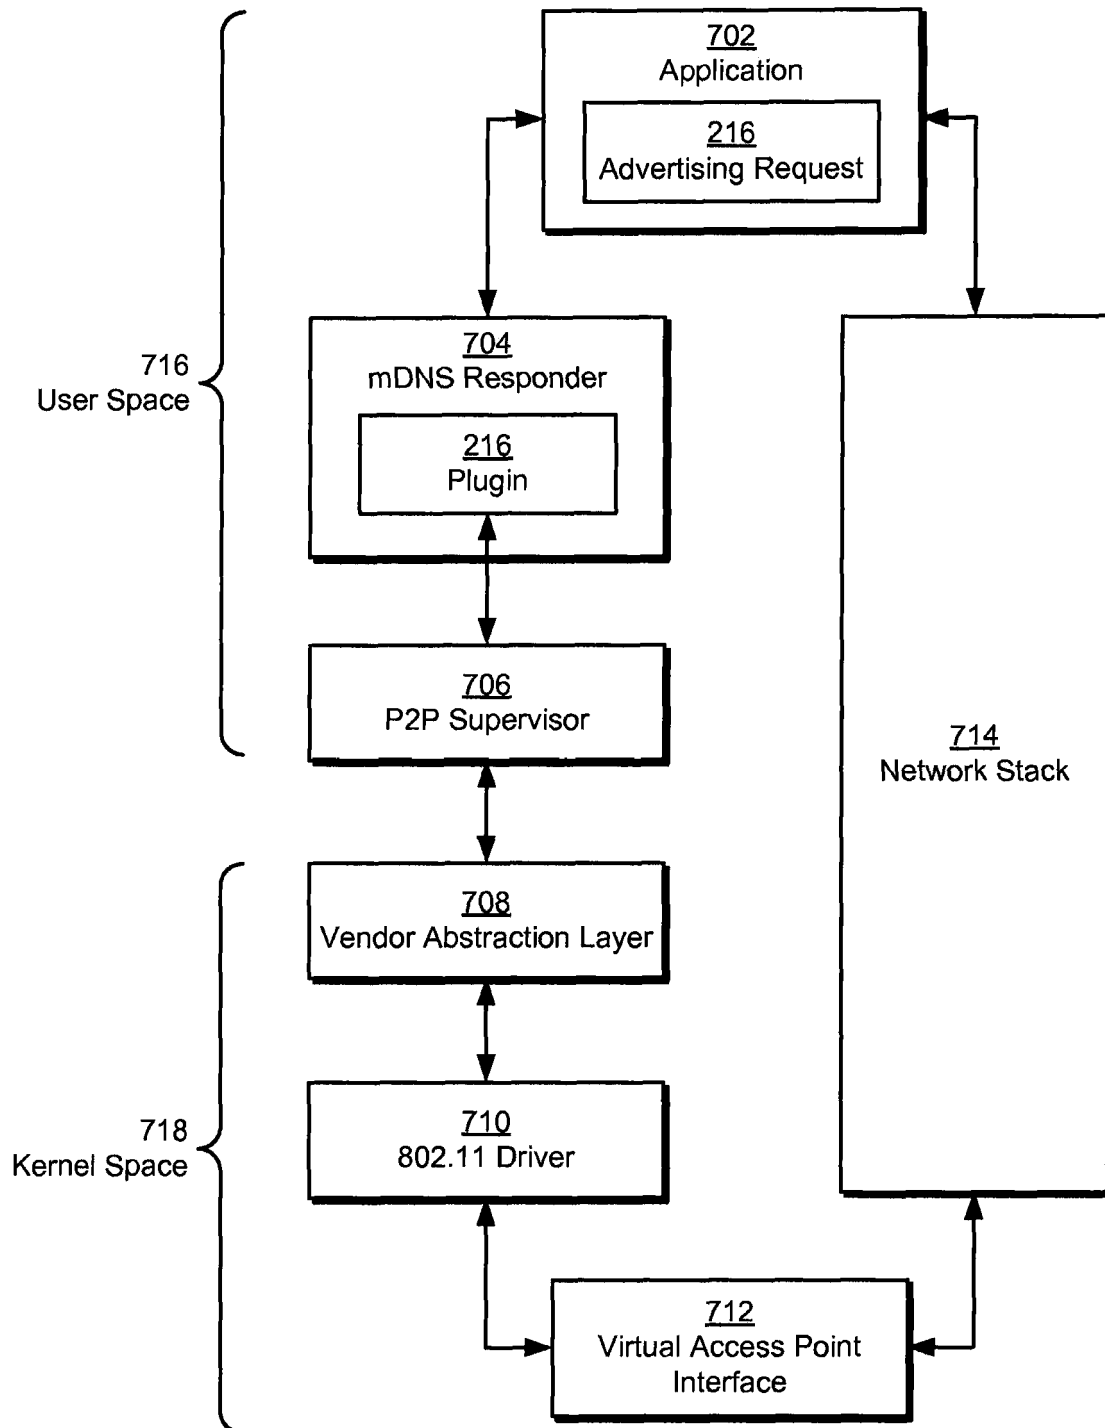 702
Application
216
Advertising Request
704
mDNS Responder
216
Plugin
716
User Space
706
P2P Supervisor
714
Network Stack
708
Vendor Abstraction Layer
710
802.11 Driver
718
Kernel Space
712
Virtual Access Point
Interface